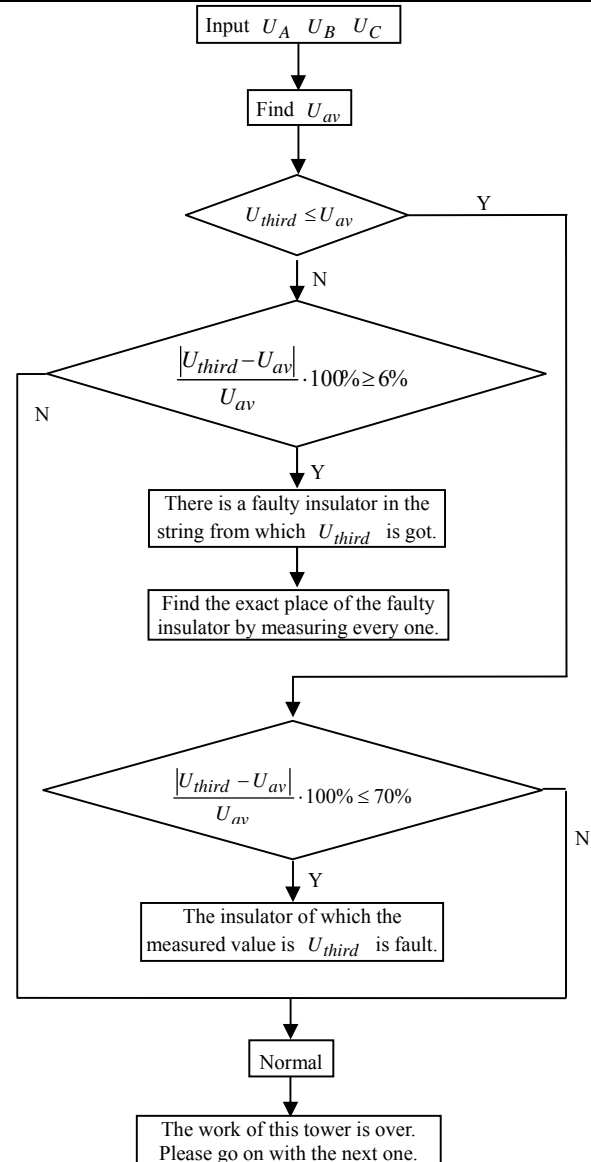 Input U_A U_B U_C
Find U_av
U_third ≤ U_av
Y
N
|U_third − U_av| / U_av · 100% ≥ 6%
N
Y
There is a faulty insulator in the
string from which U_third is got.
Find the exact place of the faulty
insulator by measuring every one.
|U_third − U_av| / U_av · 100% ≤ 70%
N
Y
The insulator of which the
measured value is U_third is fault.
Normal
The work of this tower is over.
Please go on with the next one.